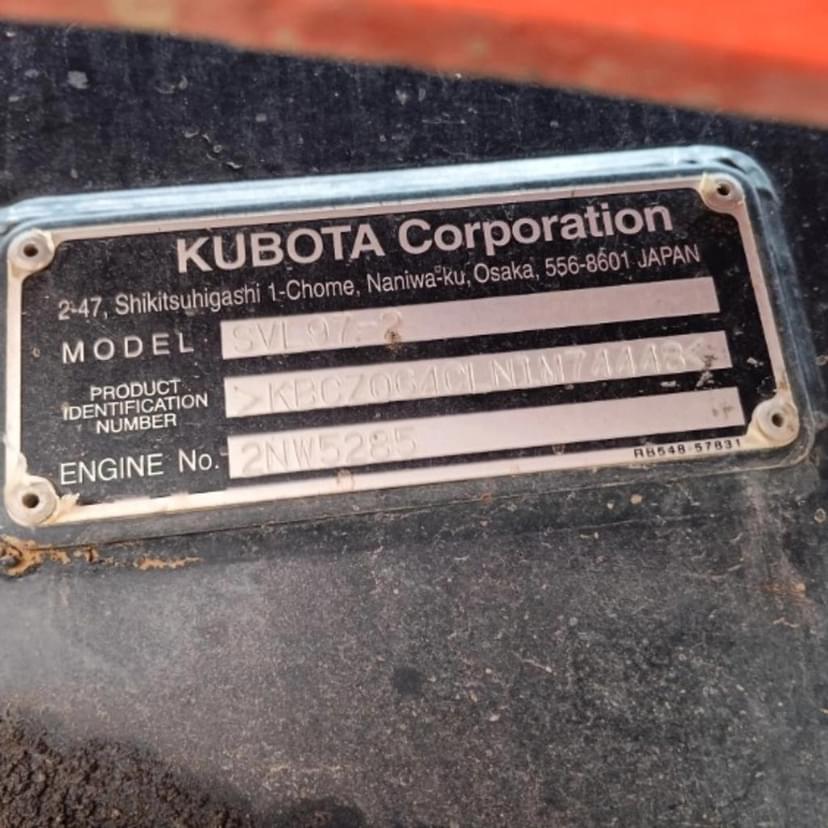 KUBOTA Corporation
2-47, Shikitsuhigashi 1-Chome, Naniwa-ku, Osaka, 556-8601 JAPAN
MODEL SVL97-2
PRODUCT
IDENTIFICATION
NUMBER
ENGINE No. 2NW5285
RB548-57831